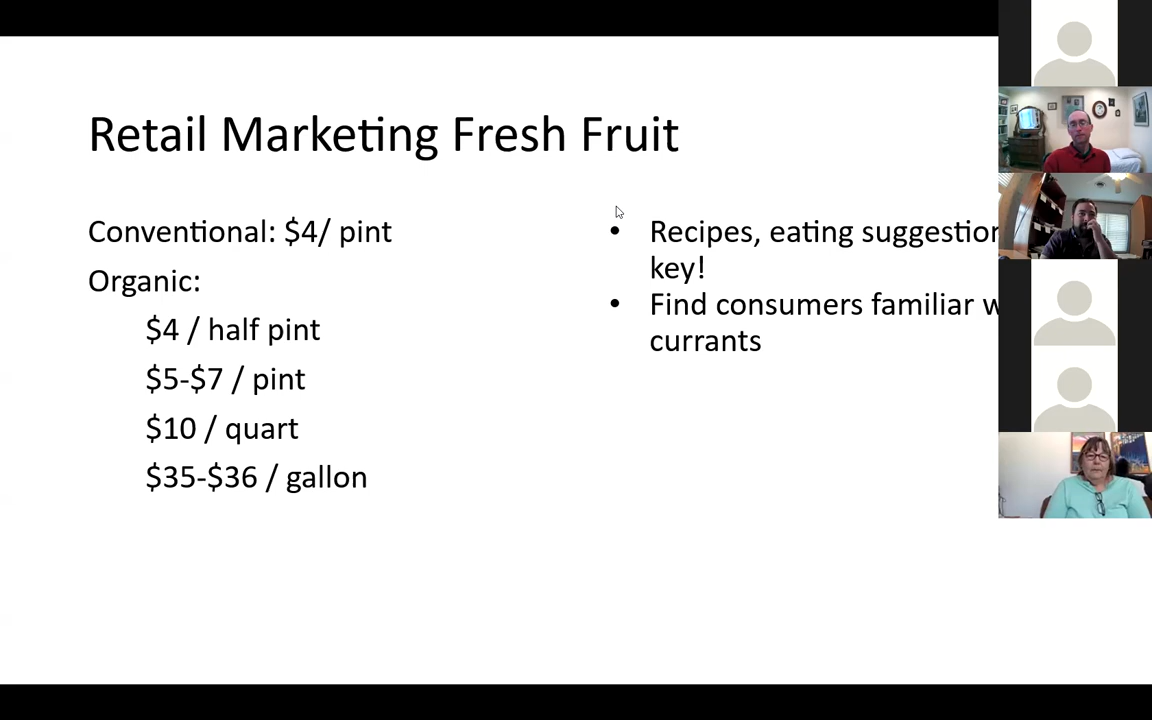 Retail Marketing Fresh Fruit
Conventional: $4/ pint
Organic:
$4 / half pint
$5-$7 / pint
$10 / quart
$35-$36 / gallon
• Recipes, eating suggestion
key!
• Find consumers familiar w
currants